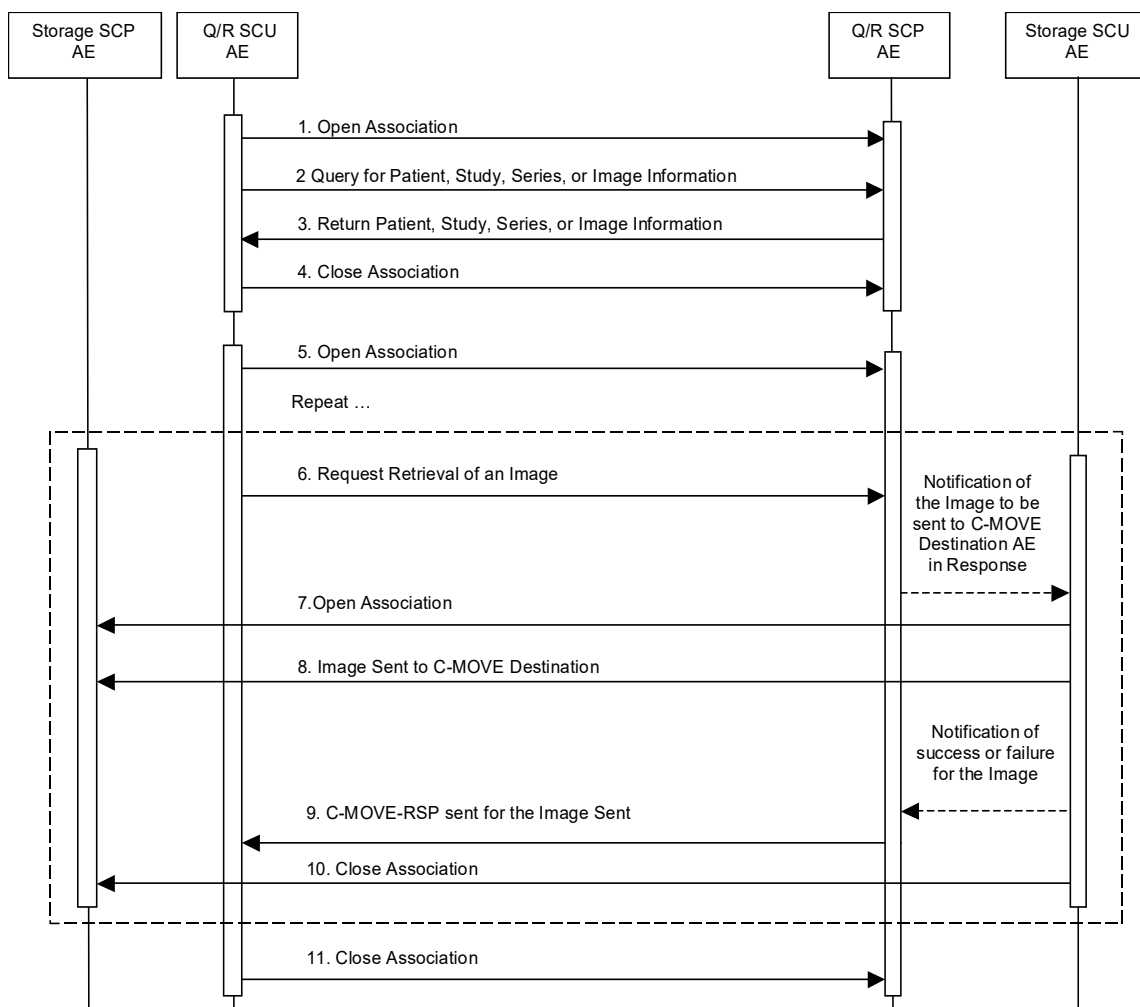 Storage SCP
AE
Q/R SCU
AE
Q/R SCP
AE
Storage SCU
AE
1. Open Association
2 Query for Patient, Study, Series, or Image Information
3. Return Patient, Study, Series, or Image Information
4. Close Association
5. Open Association
Repeat …
6. Request Retrieval of an Image
Notification of
the Image to be
sent to C-MOVE
Destination AE
in Response
7.Open Association
8. Image Sent to C-MOVE Destination
Notification of
success or failure
for the Image
9. C-MOVE-RSP sent for the Image Sent
10. Close Association
11. Close Association